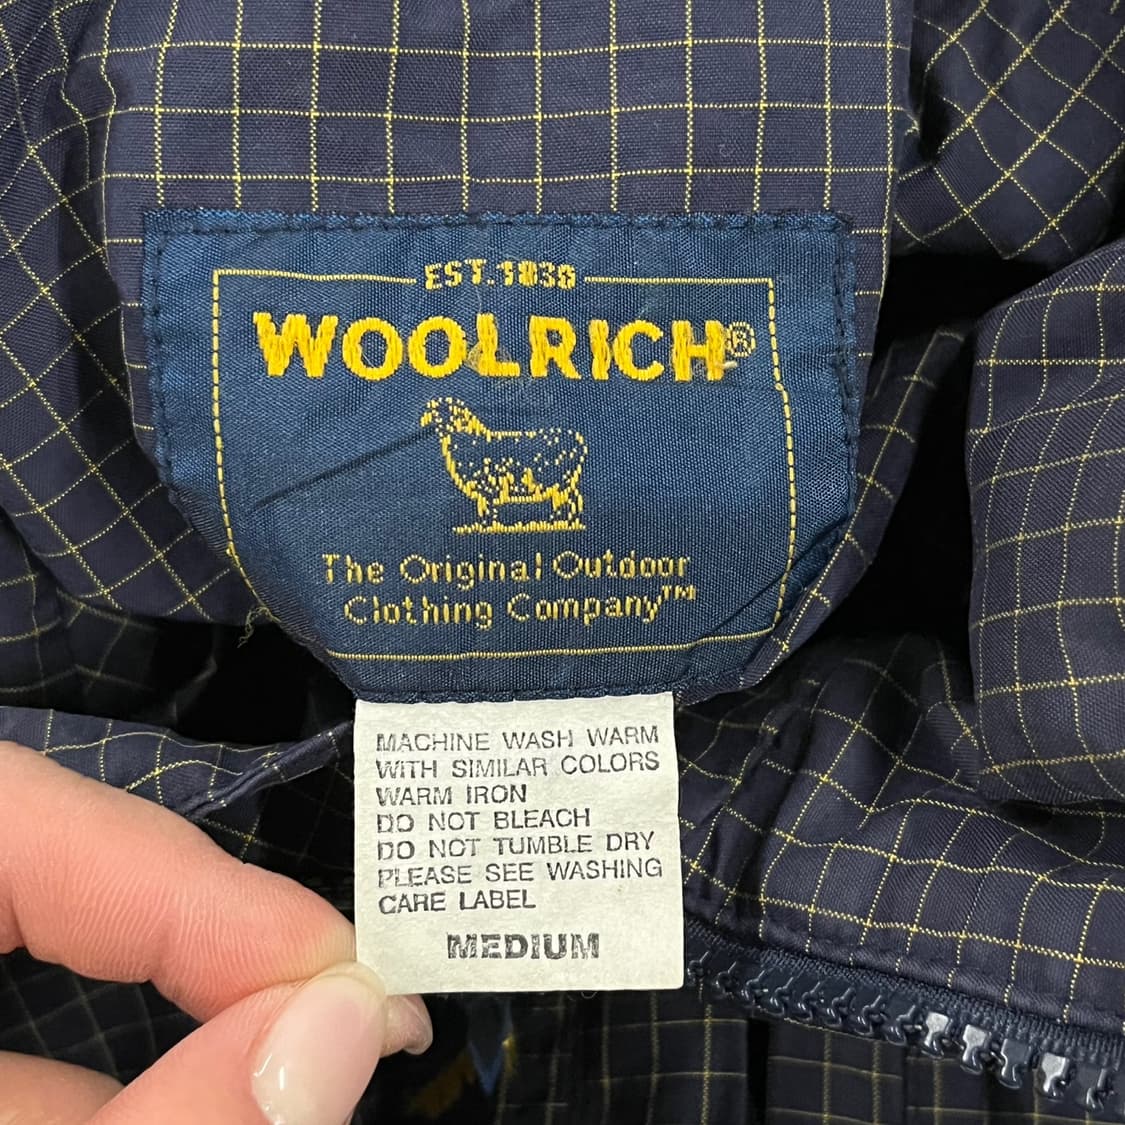 EST.1830
WOOLRICH®
The Original Outdoor
Clothing Company™
MACHINE WASH WARM
WITH SIMILAR COLORS
WARM IRON
DO NOT BLEACH
DO NOT TUMBLE DRY
PLEASE SEE WASHING
CARE LABEL
MEDIUM